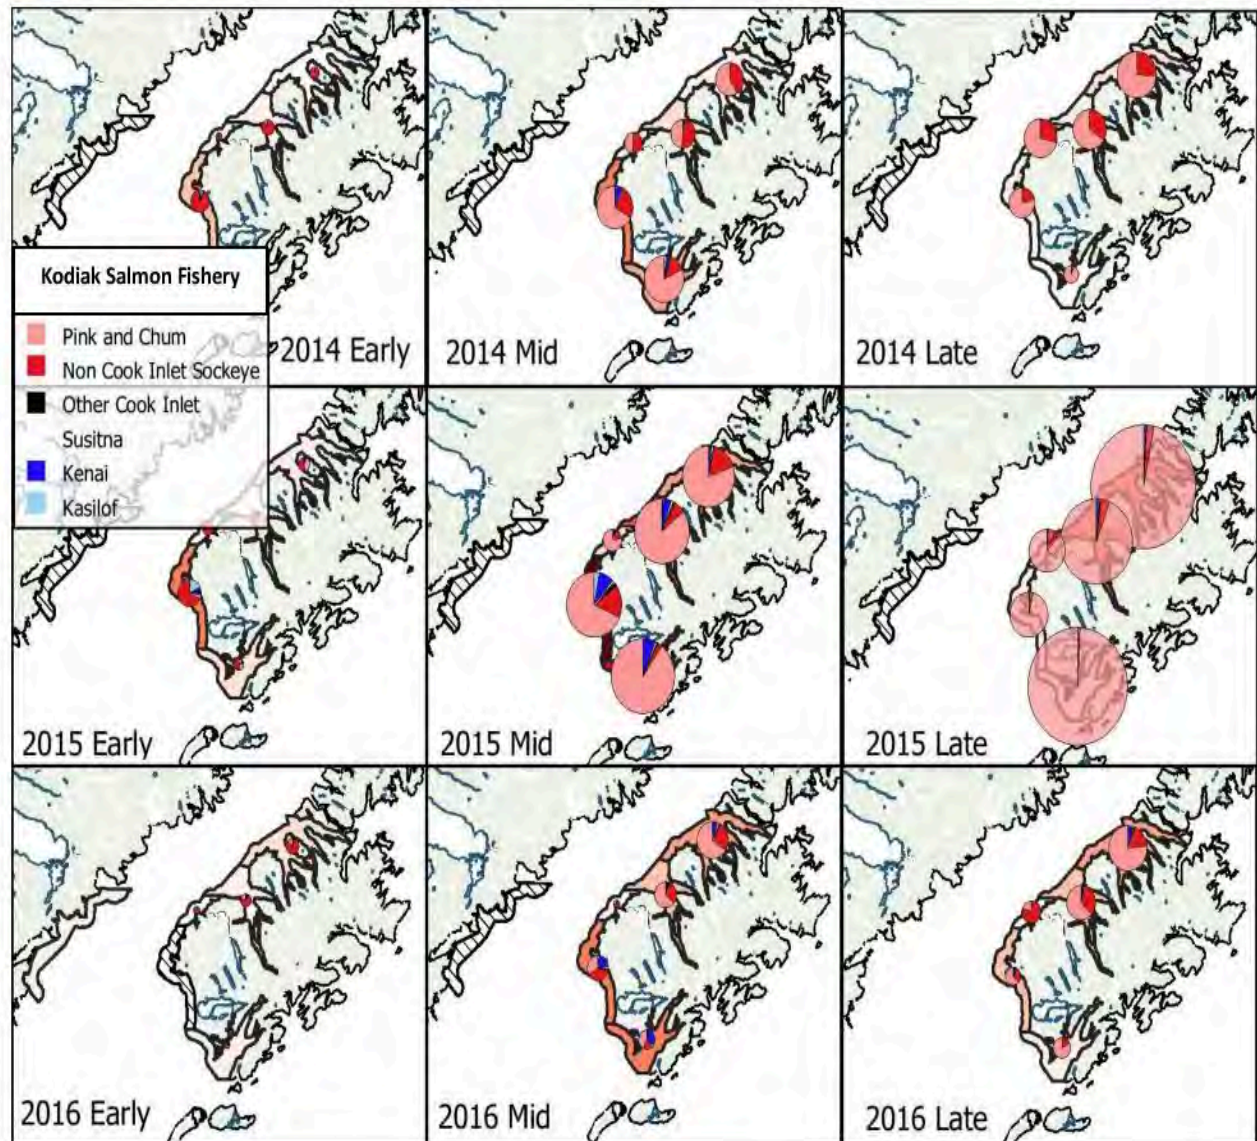 2014 Early
2014 Mid
2014 Late
Kodiak Salmon Fishery
Pink and Chum
Non Cook Inlet Sockeye
Other Cook Inlet
Susitna
Kenai
Kasilof
2015 Early
2015 Mid
2015 Late
2016 Early
2016 Mid
2016 Late